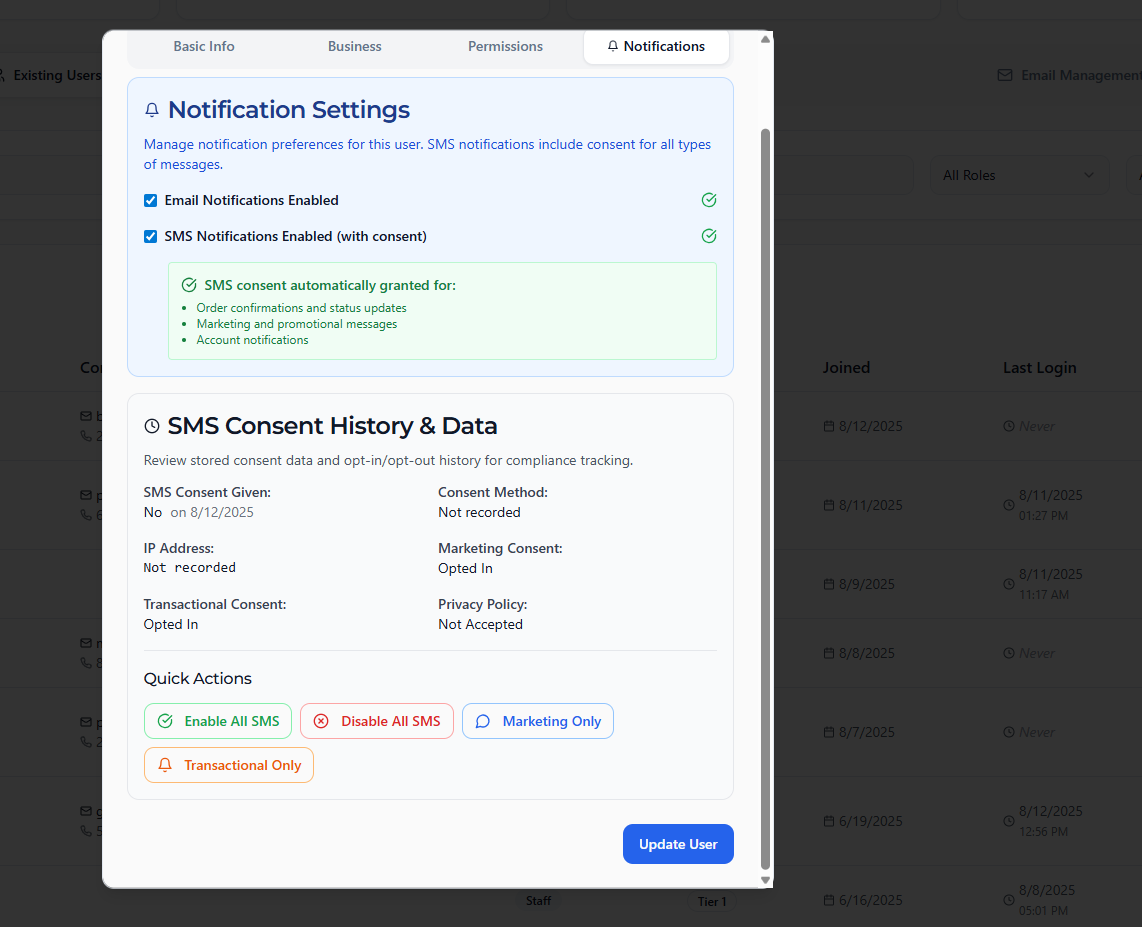 Basic Info
Business
Permissions
Notifications
Existing Users
Email Management
Notification Settings
Manage notification preferences for this user. SMS notifications include consent for all types
of messages.
All Roles
Email Notifications Enabled
SMS Notifications Enabled (with consent)
SMS consent automatically granted for:
Order confirmations and status updates
Marketing and promotional messages
Account notifications
Joined
Last Login
SMS Consent History & Data
Review stored consent data and opt-in/opt-out history for compliance tracking.
8/12/2025
Never
SMS Consent Given:
No on 8/12/2025
Consent Method:
Not recorded
8/11/2025
8/11/2025
01:27 PM
IP Address:
Not recorded
Marketing Consent:
Opted In
8/9/2025
8/11/2025
11:17 AM
Transactional Consent:
Opted In
Privacy Policy:
Not Accepted
8/8/2025
Never
Quick Actions
Enable All SMS
Disable All SMS
Marketing Only
8/7/2025
Never
Transactional Only
6/19/2025
8/12/2025
12:56 PM
Update User
Staff
Tier 1
6/16/2025
8/8/2025
05:01 PM